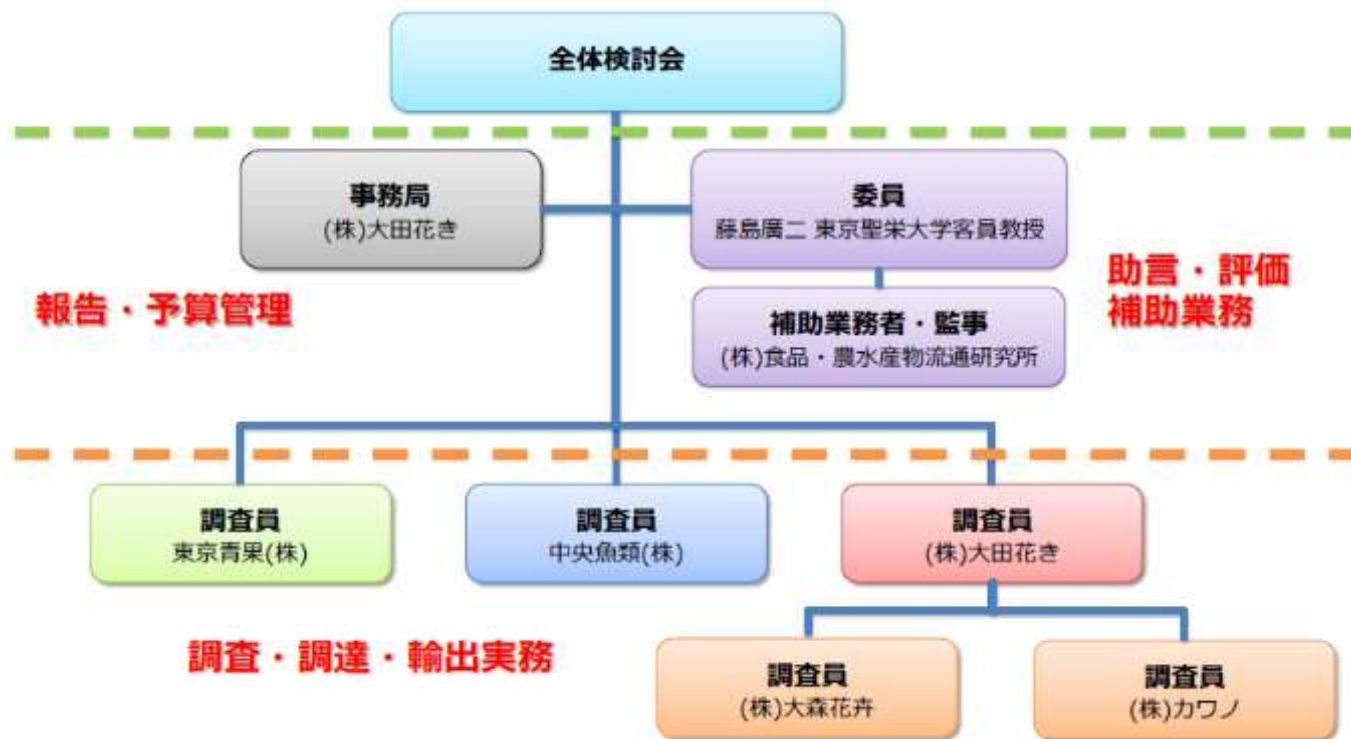 全体検討会
事務局
(株)大田花き
委員
藤島廣二 東京聖栄大学客員教授
報告・予算管理
助言・評価
補助業務
補助業務者・監事
(株)食品・農水産物流通研究所
調査員
東京青果(株)
調査員
中央魚類(株)
調査員
(株)大田花き
調査・調達・輸出実務
調査員
(株)大森花卉
調査員
(株)カワノ